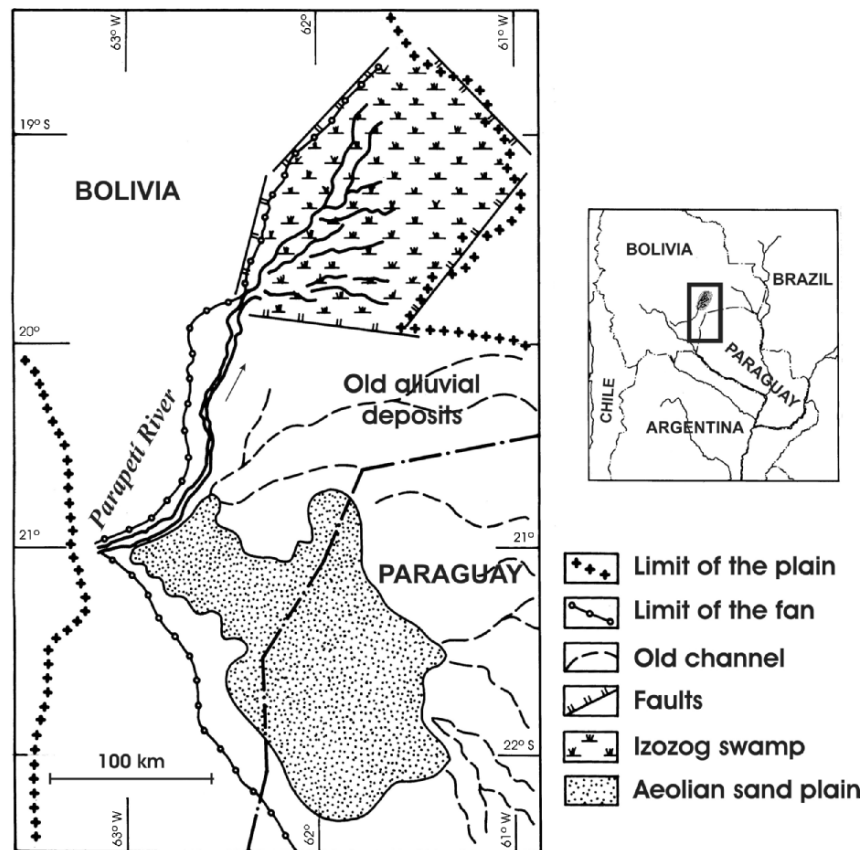 63° W
62°
61° W
19° S
BOLIVIA
20°
Old alluvial
deposits
Parapetí River
21°
21°
PARAGUAY
22° S
100 km
63° W
62°
61° W
BOLIVIA
BRAZIL
PARAGUAY
CHILE
ARGENTINA
Limit of the plain
Limit of the fan
Old channel
Faults
Izozog swamp
Aeolian sand plain